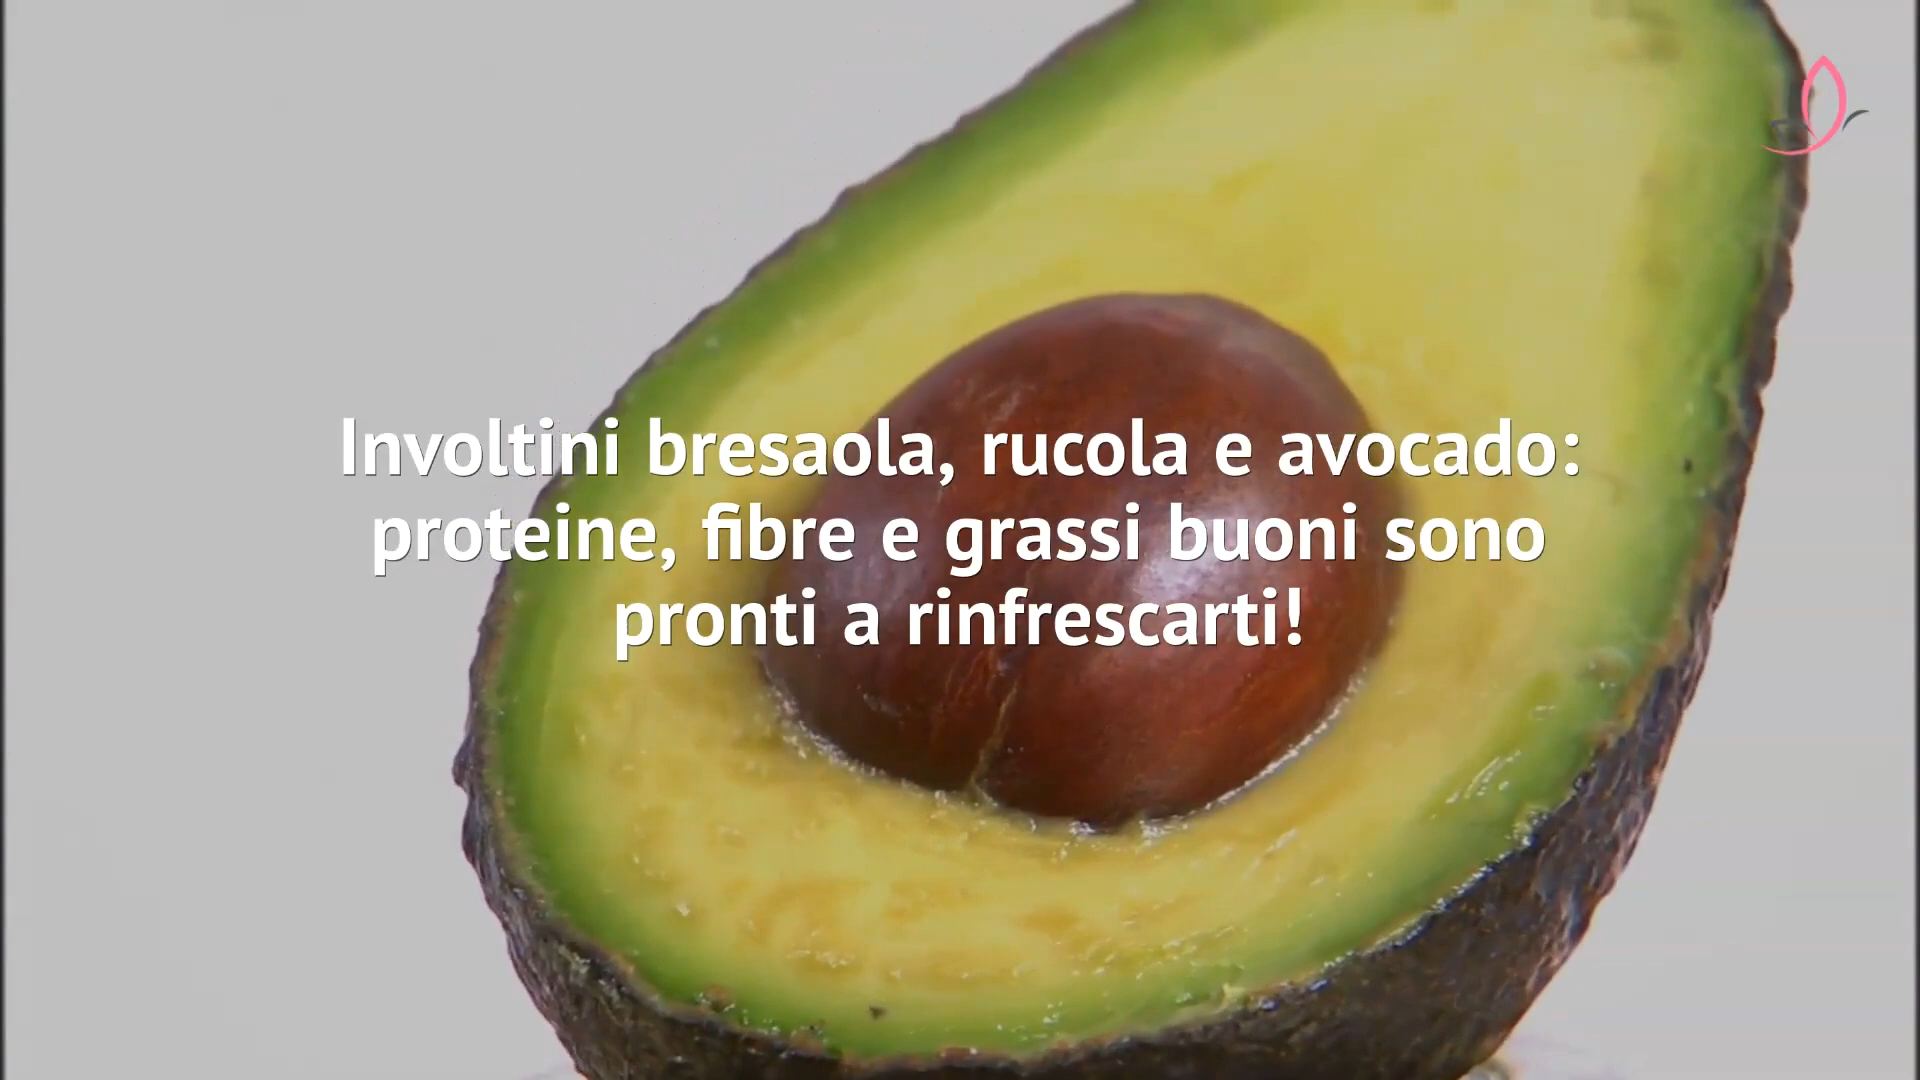 Involtini bresaola, rucola e avocado:
proteine, fibre e grassi buoni sono
pronti a rinfrescarti!